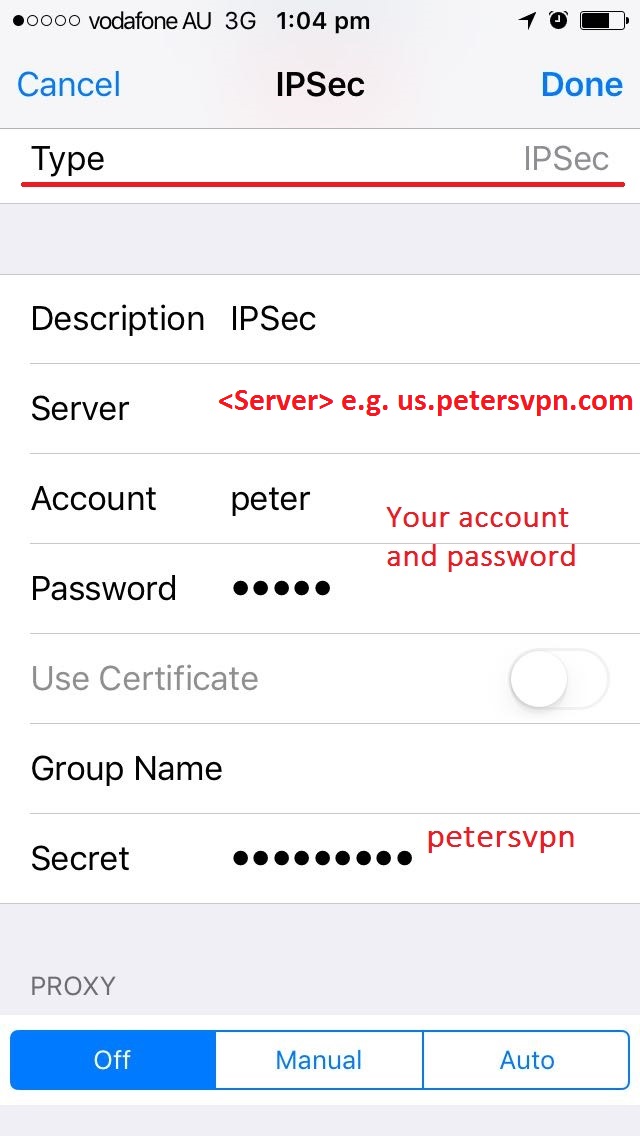 vodafone AU 3G 1:04 pm
Cancel IPSec Done
Type IPSec
Description IPSec
Server <Server> e.g. us.petersvpn.com
Account peter
Your account
and password
Password ●●●●●
Use Certificate
Group Name
Secret ●●●●●●●●● petersvpn
PROXY
Off Manual Auto